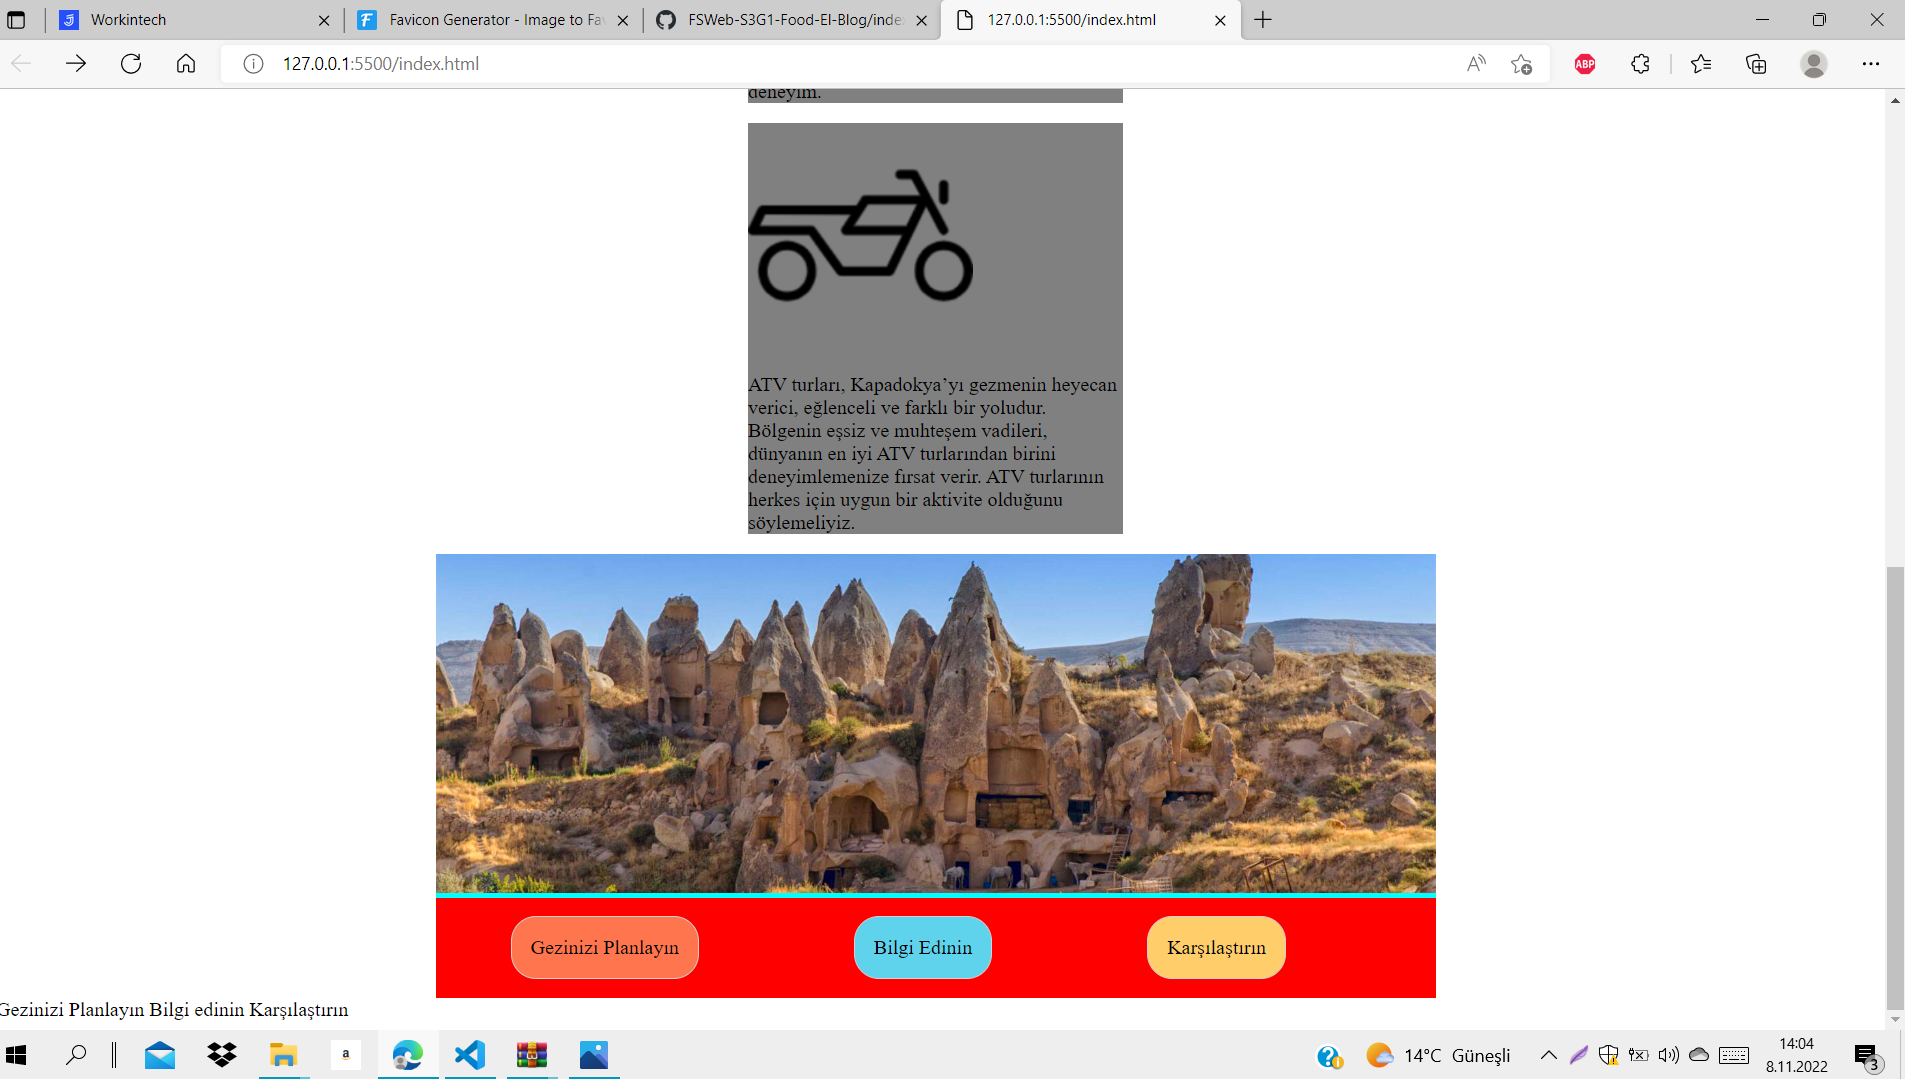 Workintech
Favicon Generator - Image to Fav
FSWeb-S3G1-Food-El-Blog/inde
127.0.0.1:5500/index.html
127.0.0.1:5500/index.html
ABP
deneyim.
ATV turları, Kapadokya’yı gezmenin heyecan
verici, eğlenceli ve farklı bir yoludur.
Bölgenin eşsiz ve muhteşem vadileri,
dünyanın en iyi ATV turlarından birini
deneyimlemenize fırsat verir. ATV turlarının
herkes için uygun bir aktivite olduğunu
söylemeliyiz.
Gezinizi Planlayın
Bilgi Edinin
Karşılaştırın
Gezinizi Planlayın Bilgi edinin Karşılaştırın
a
14°C Güneşli
14:04
8.11.2022
3